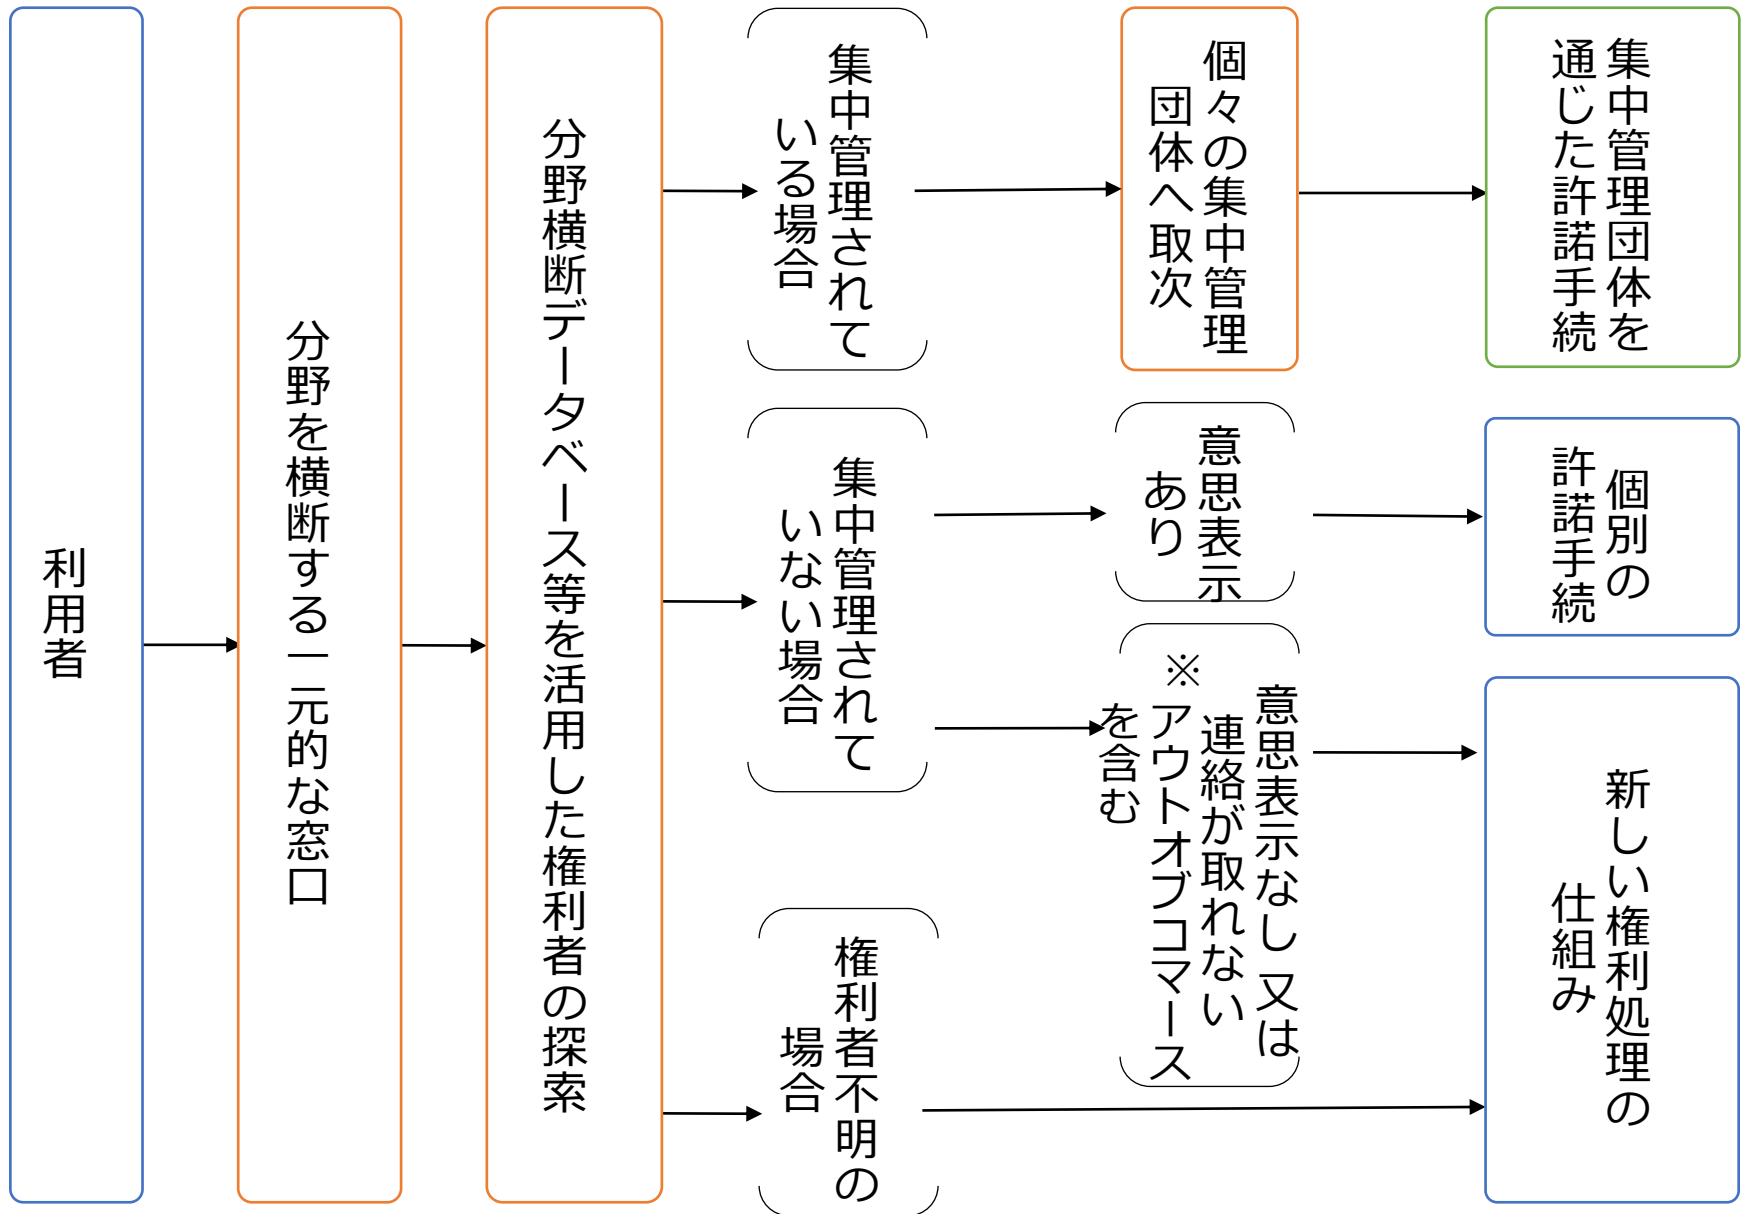 利用者
分野を横断する一元的な窓口
分野横断データベース等を活用した権利者の探索
集中管理されて
いる場合
個々の集中管理
団体へ取次
集中管理団体を
通じた許諾手続
集中管理されて
いない場合
意思表示
あり
個別の
許諾手続
意思表示なし又は
連絡が取れない
※アウトオブコマース
を含む
新しい権利処理の
仕組み
権利者不明の
場合